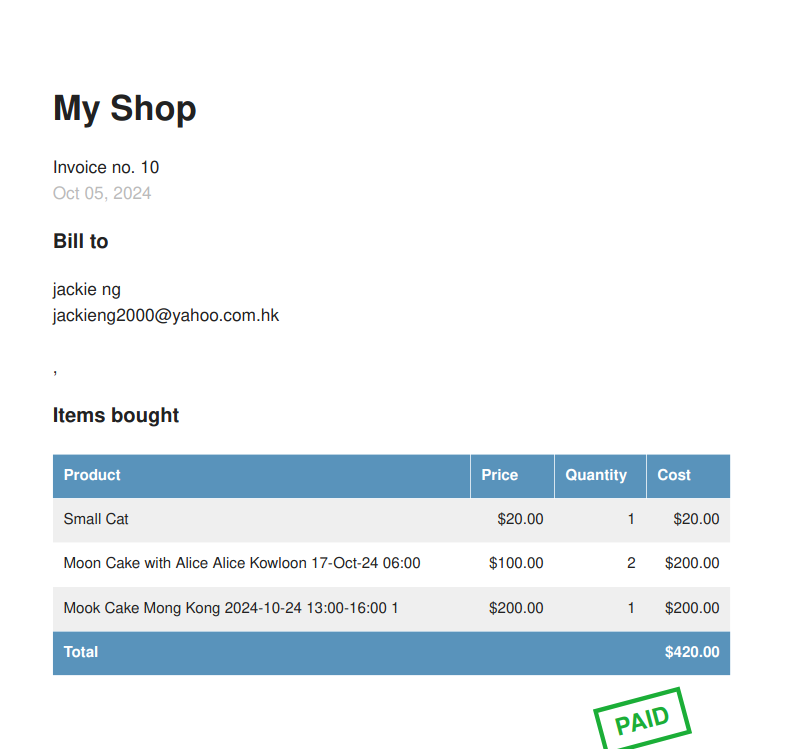 My Shop
Invoice no. 10
Oct 05, 2024
Bill to
jackie ng
jackieng2000@yahoo.com.hk
,
Items bought
Product Price Quantity Cost
Small Cat $20.00 1 $20.00
Moon Cake with Alice Alice Kowloon 17-Oct-24 06:00 $100.00 2 $200.00
Mook Cake Mong Kong 2024-10-24 13:00-16:00 1 $200.00 1 $200.00
Total $420.00
PAID